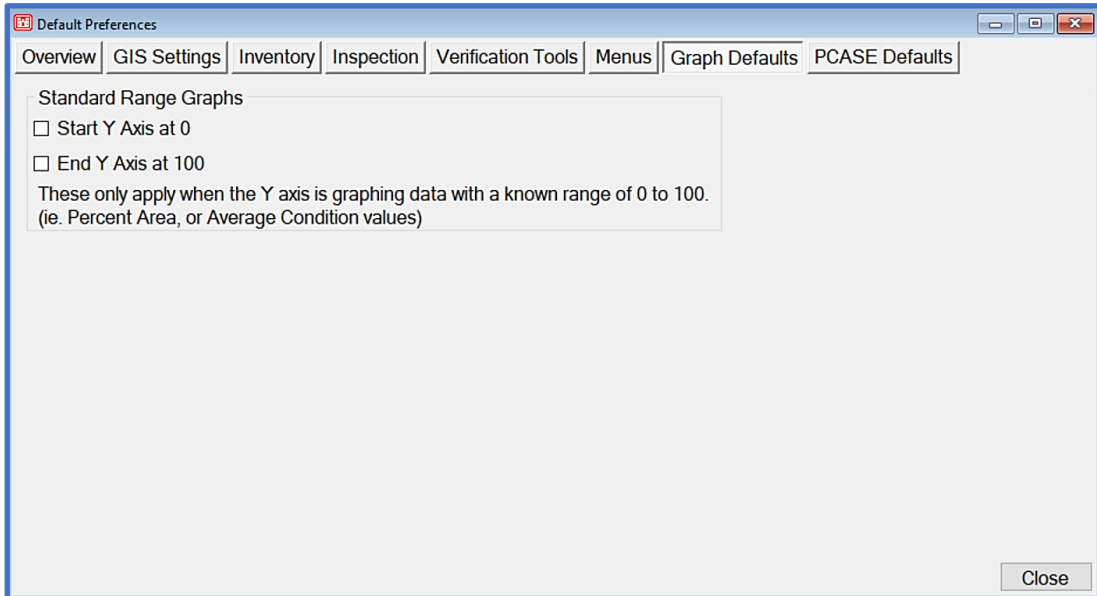 Default Preferences
Overview GIS Settings Inventory Inspection Verification Tools Menus Graph Defaults PCASE Defaults
Standard Range Graphs
Start Y Axis at 0
End Y Axis at 100
These only apply when the Y axis is graphing data with a known range of 0 to 100.
(ie. Percent Area, or Average Condition values)
Close